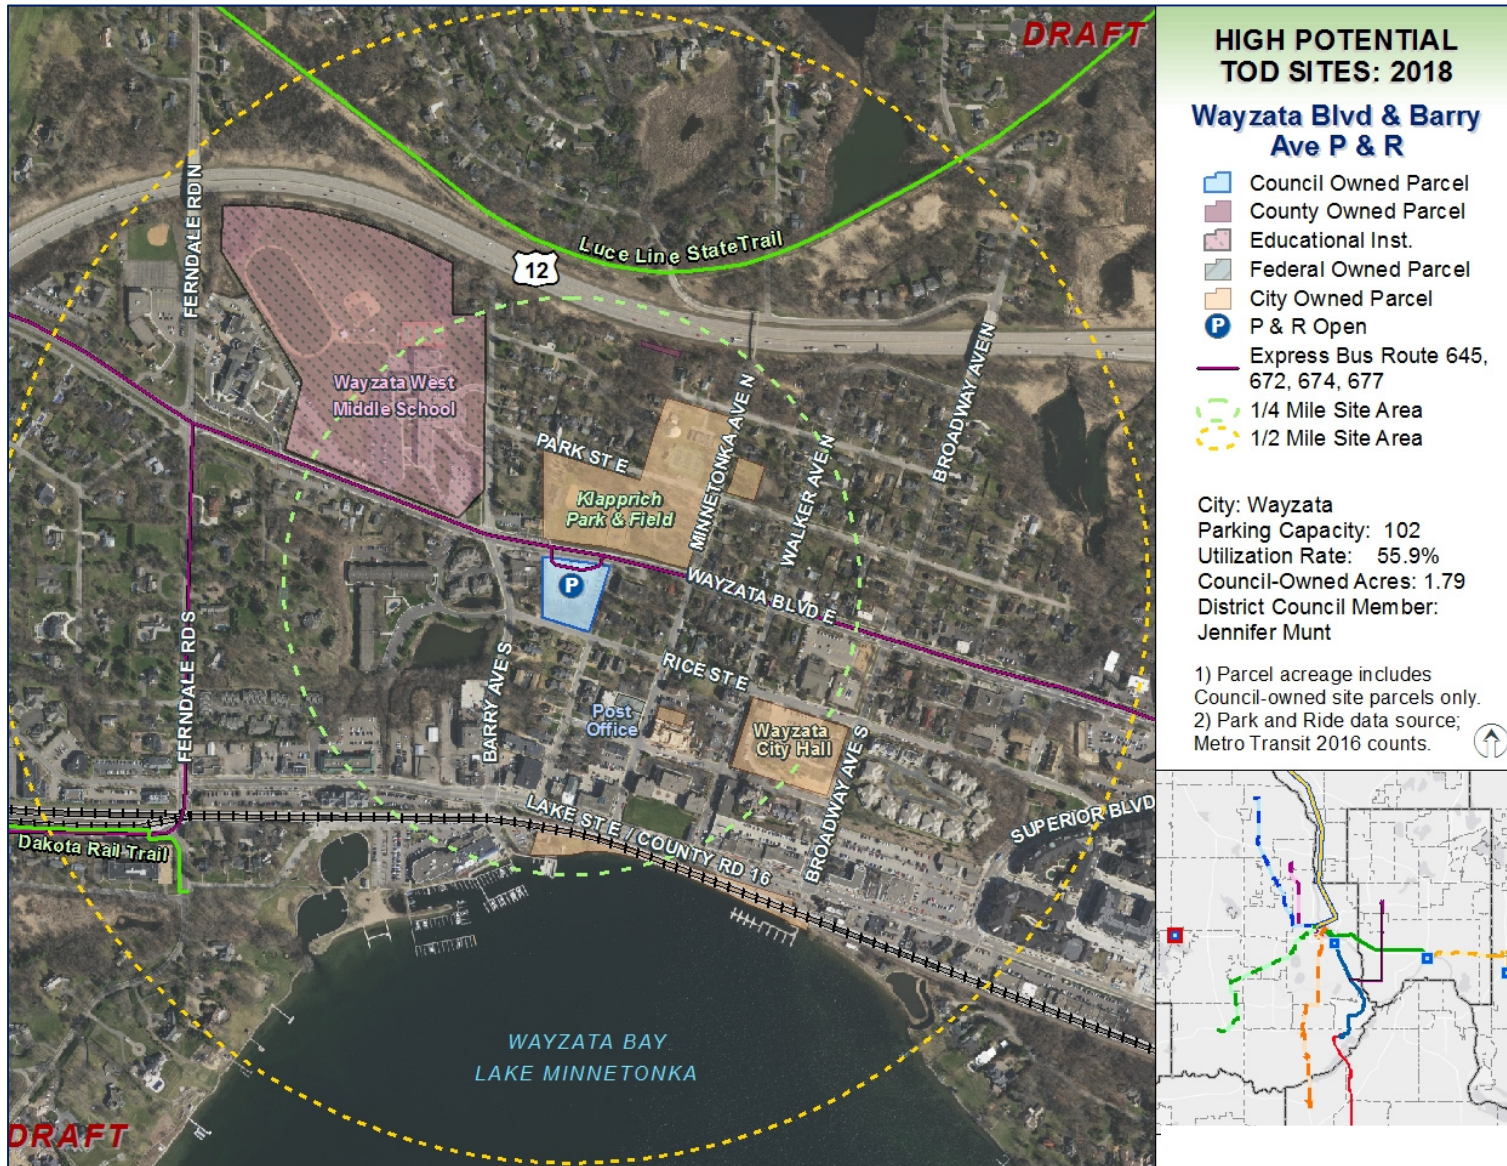 DRAFT
HIGH POTENTIAL
TOD SITES: 2018
Wayzata Blvd & Barry
Ave P & R
Council Owned Parcel
County Owned Parcel
Educational Inst.
Federal Owned Parcel
City Owned Parcel
P
P & R Open
Express Bus Route 645,
672, 674, 677
1/4 Mile Site Area
1/2 Mile Site Area
City: Wayzata
Parking Capacity: 102
Utilization Rate: 55.9%
Council-Owned Acres: 1.79
District Council Member:
Jennifer Munt
1) Parcel acreage includes
Council-owned site parcels only.
2) Park and Ride data source;
Metro Transit 2016 counts.
FERNDALE RD N
Luce Line State Trail
12
Wayzata West
Middle School
BROADWAY AVE N
MINNETONKA AVE N
WALKER AVE N
PARK ST E
Klapprich
Park & Field
P
WAYZATA BLVD E
FERNDALE RD S
BARRY AVE S
RICE ST E
Post
Office
Wayzata
City Hall
BROADWAY AVE S
LAKE ST E / COUNTY RD 16
SUPERIOR BLVD
Dakota Rail Trail
WAYZATA BAY
LAKE MINNETONKA
DRAFT